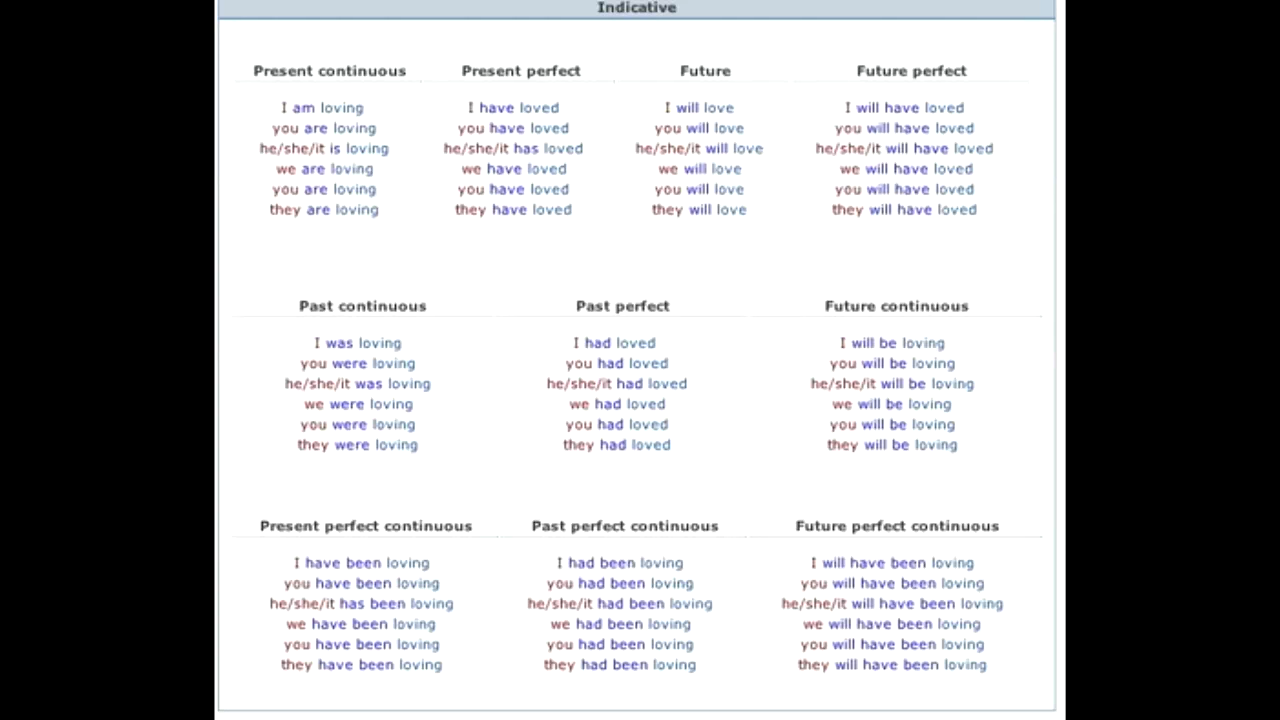 Indicative
Present continuous
I am loving
you are loving
he/she/it is loving
we are loving
you are loving
they are loving
Present perfect
I have loved
you have loved
he/she/it has loved
we have loved
you have loved
they have loved
Future
I will love
you will love
he/she/it will love
we will love
you will love
they will love
Future perfect
I will have loved
you will have loved
he/she/it will have loved
we will have loved
you will have loved
they will have loved
Past continuous
I was loving
you were loving
he/she/it was loving
we were loving
you were loving
they were loving
Past perfect
I had loved
you had loved
he/she/it had loved
we had loved
you had loved
they had loved
Future continuous
I will be loving
you will be loving
he/she/it will be loving
we will be loving
you will be loving
they will be loving
Present perfect continuous
I have been loving
you have been loving
he/she/it has been loving
we have been loving
you have been loving
they have been loving
Past perfect continuous
I had been loving
you had been loving
he/she/it had been loving
we had been loving
you had been loving
they had been loving
Future perfect continuous
I will have been loving
you will have been loving
he/she/it will have been loving
we will have been loving
you will have been loving
they will have been loving